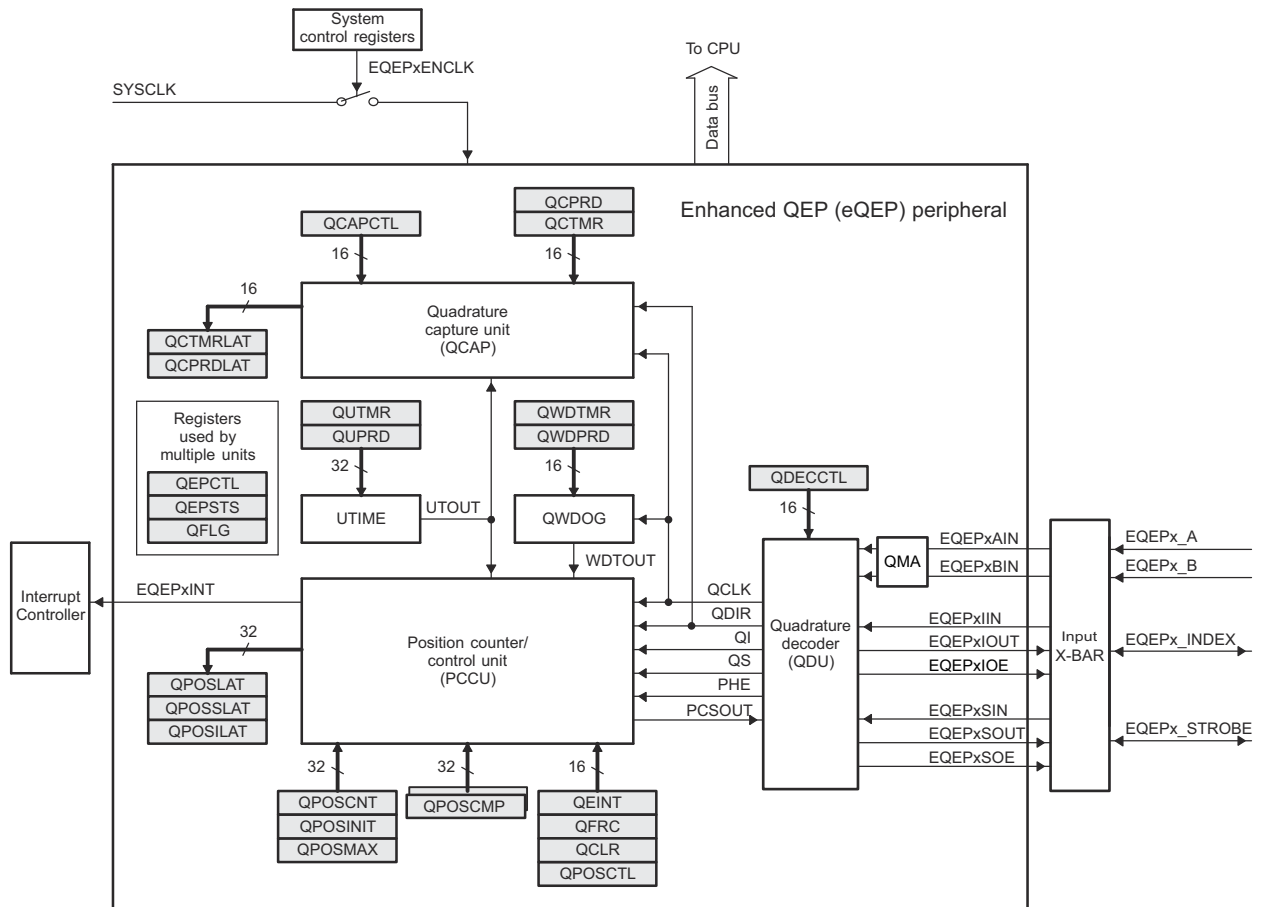 System
control registers
To CPU
EQEPxENCLK
SYSCLK
Data bus
Enhanced QEP (eQEP) peripheral
QCPRD
QCAPCTL
QCTMR
16
16
16
Quadrature
capture unit
(QCAP)
QCTMRLAT
QCPRDLAT
Registers
used by
multiple units
QEPCTL
QEPSTS
QFLG
QUTMR
QUPRD
32
UTIME
UTOUT
QWDTMR
QWDPRD
16
QWDOG
WDTOUT
QDECCTL
16
Interrupt
Controller
EQEPxINT
32
QPOSLAT
QPOSSLAT
QPOSILAT
Position counter/
control unit
(PCCU)
QCLK
QDIR
QI
QS
PHE
PCSOUT
Quadrature
decoder
(QDU)
QMA
EQEPxAIN
EQEPxBIN
EQEPxIIN
EQEPxIOUT
EQEPxIOE
EQEPxSIN
EQEPxSOUT
EQEPxSOE
Input
X-BAR
EQEPx_A
EQEPx_B
EQEPx_INDEX
EQEPx_STROBE
32
32
16
QPOSCNT
QPOSINIT
QPOSMAX
QPOSCMP
QEINT
QFRC
QCLR
QPOSCTL